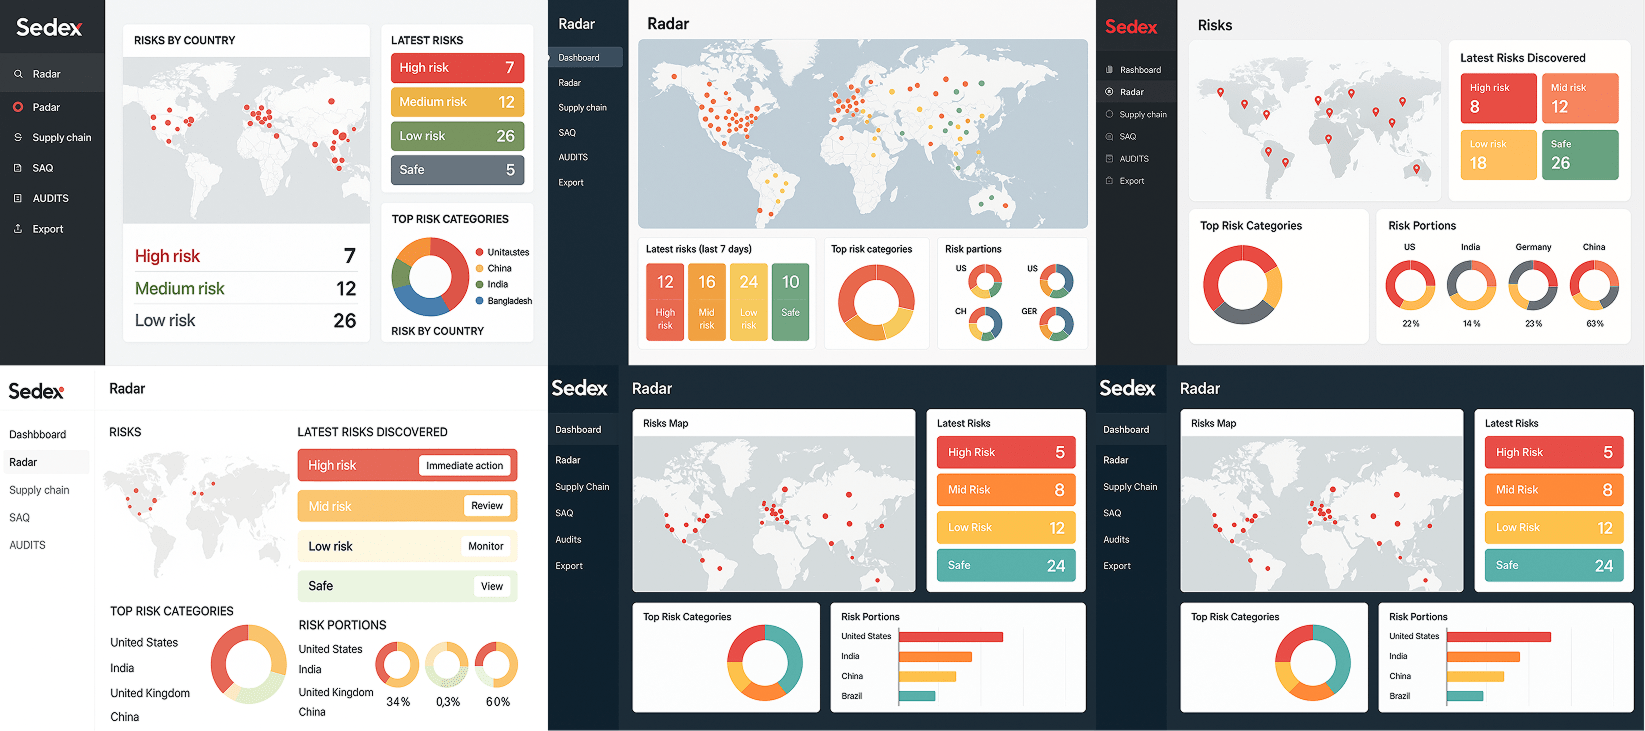 Sedex
Radar
Padar
Supply chain
SAQ
AUDITS
Export
RISKS BY COUNTRY
High risk 7
Medium risk 12
Low risk 26
LATEST RISKS
High risk 7
Medium risk 12
Low risk 26
Safe 5
TOP RISK CATEGORIES
Unitaustes
China
India
Bangladesh
RISK BY COUNTRY
Radar
Dashboard
Radar
Supply chain
SAQ
AUDITS
Export
Radar
Latest risks (last 7 days)
12 16 24 10
High risk
Mid risk
Low risk
Safe
Top risk categories
Risk partions
US US
CH GER
Sedex
Rashboard
Radar
Supply chain
SAQ
AUDITS
Export
Risks
Latest Risks Discovered
High risk
8
Mid risk
12
Low risk
18
Safe
26
Top Risk Categories
Risk Portions
US India Germany China
22% 14% 23% 63%
Sedex
Dashbboard
Radar
Supply chain
SAQ
AUDITS
Radar
RISKS
LATEST RISKS DISCOVERED
High risk Immediate action
Mid risk Review
Low risk Monitor
Safe View
TOP RISK CATEGORIES
United States
India
United Kingdom
China
RISK PORTIONS
United States
India
United Kingdom
China
34% 0,3% 60%
Sedex
Dashboard
Radar
Supply Chain
SAQ
Audits
Export
Radar
Risks Map
Latest Risks
High Risk 5
Mid Risk 8
Low Risk 12
Safe 24
Top Risk Categories
Risk Portions
United States
India
China
Brazil
Sedex
Dashboard
Radar
Supply Chain
SAQ
Audits
Export
Radar
Risks Map
Latest Risks
High Risk 5
Mid Risk 8
Low Risk 12
Safe 24
Top Risk Categories
Risk Portions
United States
India
China
Brazil